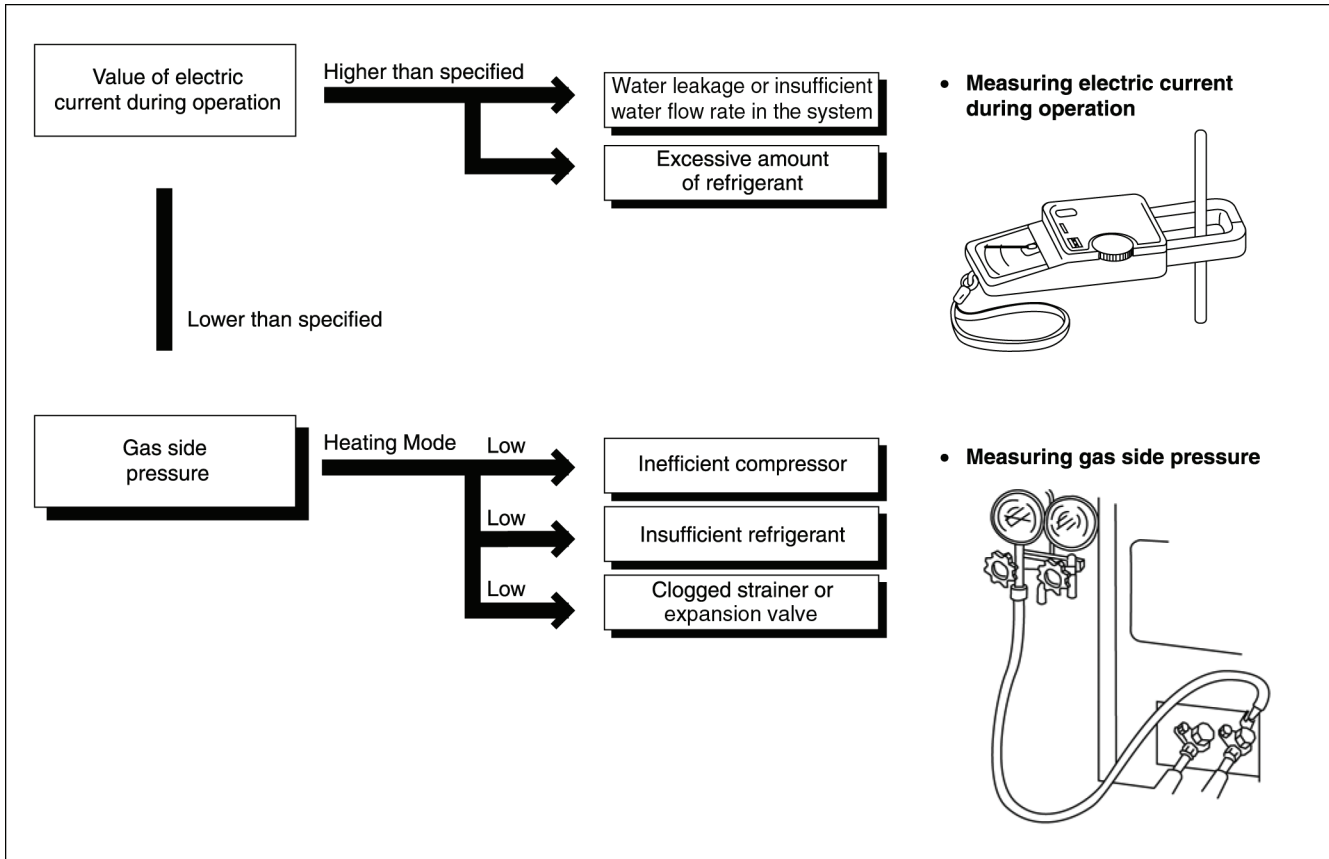 Value of electric
current during operation
Higher than specified
Water leakage or insufficient
water flow rate in the system
Excessive amount
of refrigerant
• Measuring electric current
during operation
Lower than specified
Gas side
pressure
Heating Mode
Low
Inefficient compressor
Low
Insufficient refrigerant
Low
Clogged strainer or
expansion valve
• Measuring gas side pressure